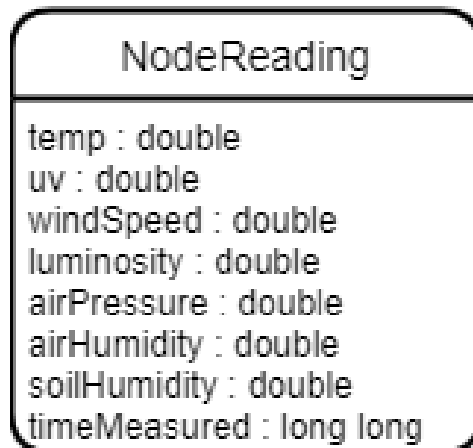 NodeReading
temp : double
uv : double
windSpeed : double
luminosity : double
airPressure : double
airHumidity : double
soilHumidity : double
timeMeasured : long long